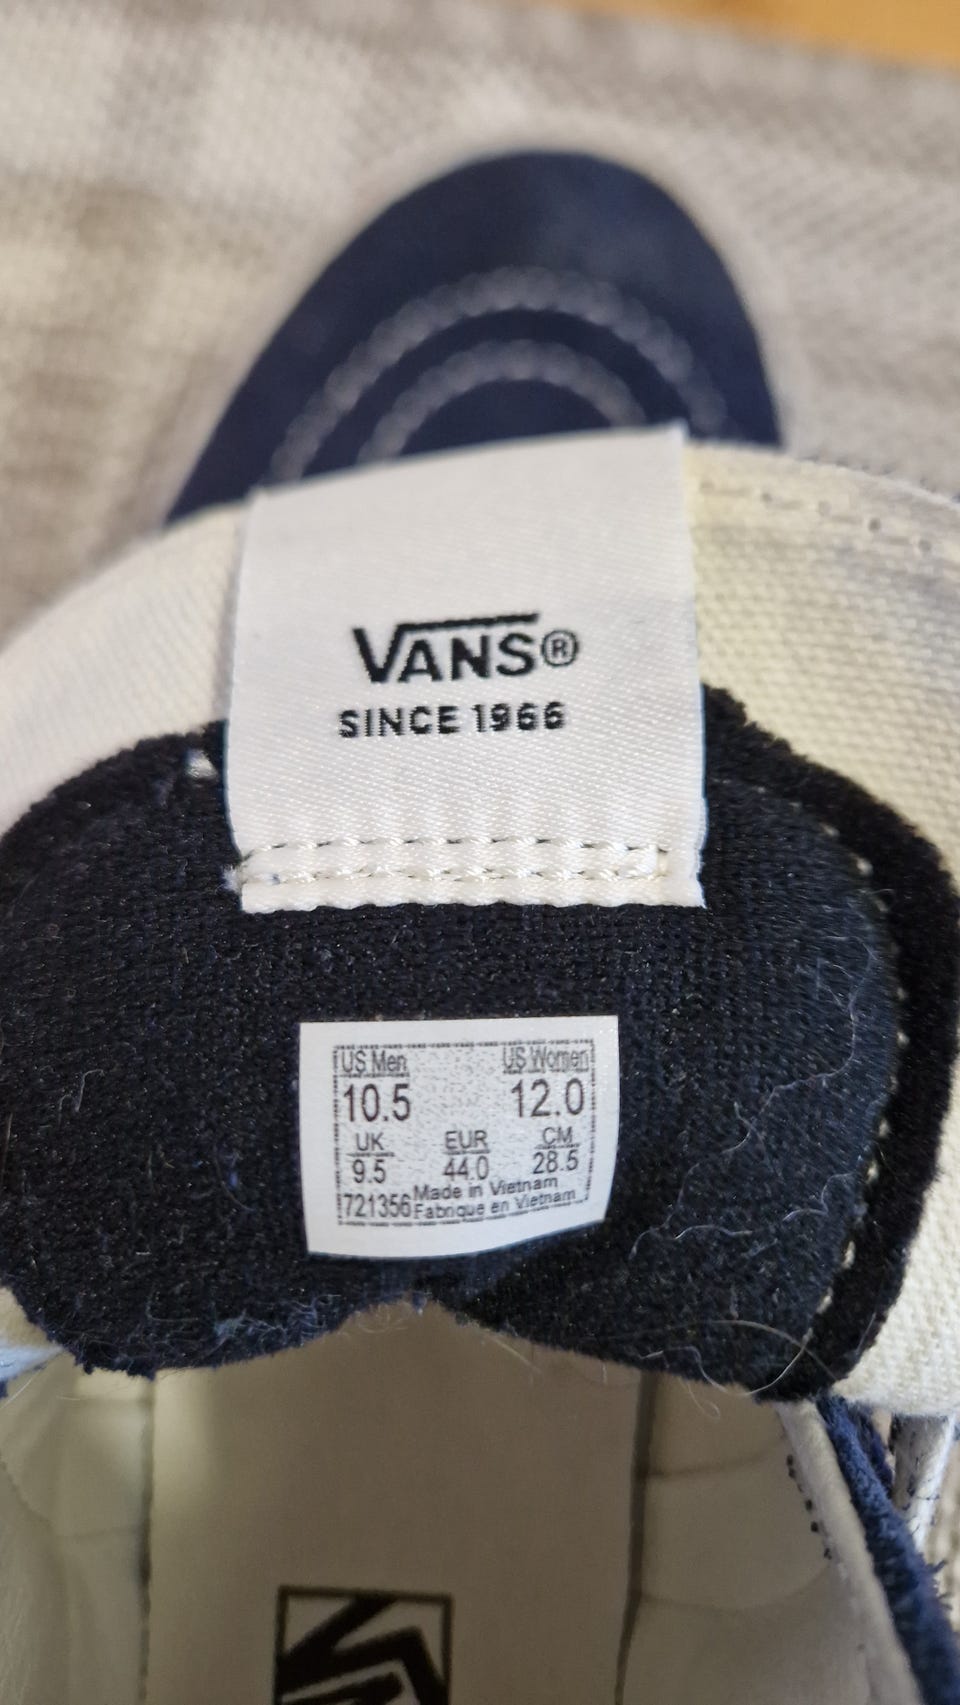 VANS®
SINCE 1966
US Men US Women
10.5 12.0
UK EUR CM
9.5 44.0 28.5
721356 Made in Vietnam
Fabrique en Vietnam